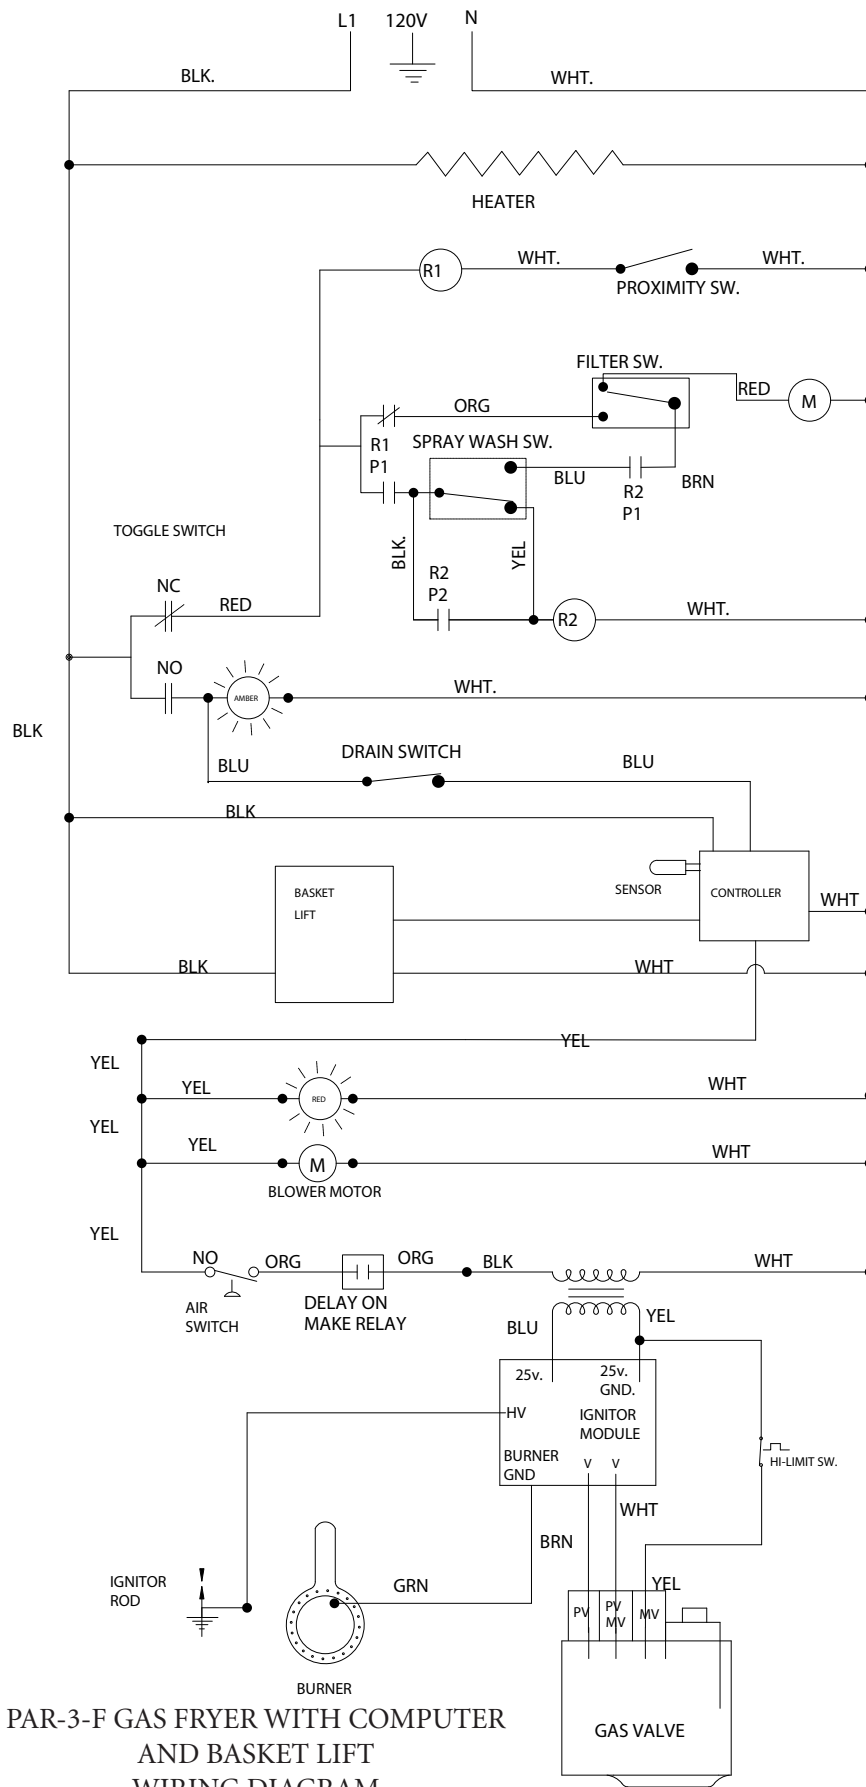 L1 120V N
BLK. WHT.
HEATER
R1 WHT. WHT.
PROXIMITY SW.
FILTER SW.
RED M
ORG
R1
P1
SPRAY WASH SW.
BLU
R2
P1
BRN
TOGGLE SWITCH
BLK.
YEL
R2
P2
NC
RED
R2 WHT.
NO
AMBER
WHT.
BLK
DRAIN SWITCH
BLU BLU
BLK
BASKET
LIFT
SENSOR
CONTROLLER
WHT
BLK WHT
YEL
YEL
YEL
RED
WHT
YEL
YEL
M
WHT
BLOWER MOTOR
YEL
NO ORG ORG BLK WHT
AIR
SWITCH
DELAY ON
MAKE RELAY
BLU YEL
25v. 25v.
GND.
HV
IGNITOR
MODULE
BURNER
GND
V V
HI-LIMIT SW.
WHT
BRN
IGNITOR
ROD
GRN
YEL
PV
PV
MV
MV
BURNER
GAS VALVE
PAR-3-F GAS FRYER WITH COMPUTER
AND BASKET LIFT
WIRING DIAGRAM